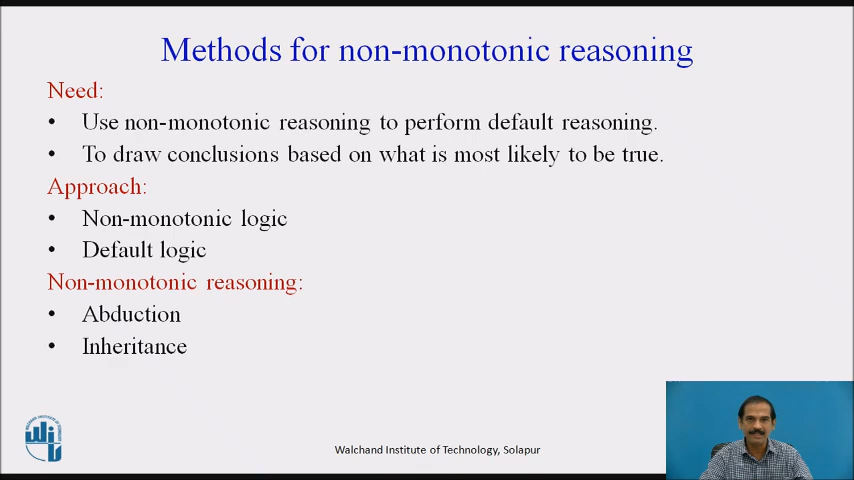 Methods for non-monotonic reasoning
Need:
• Use non-monotonic reasoning to perform default reasoning.
• To draw conclusions based on what is most likely to be true.
Approach:
• Non-monotonic logic
• Default logic
Non-monotonic reasoning:
• Abduction
• Inheritance
Walchand Institute of Technology, Solapur